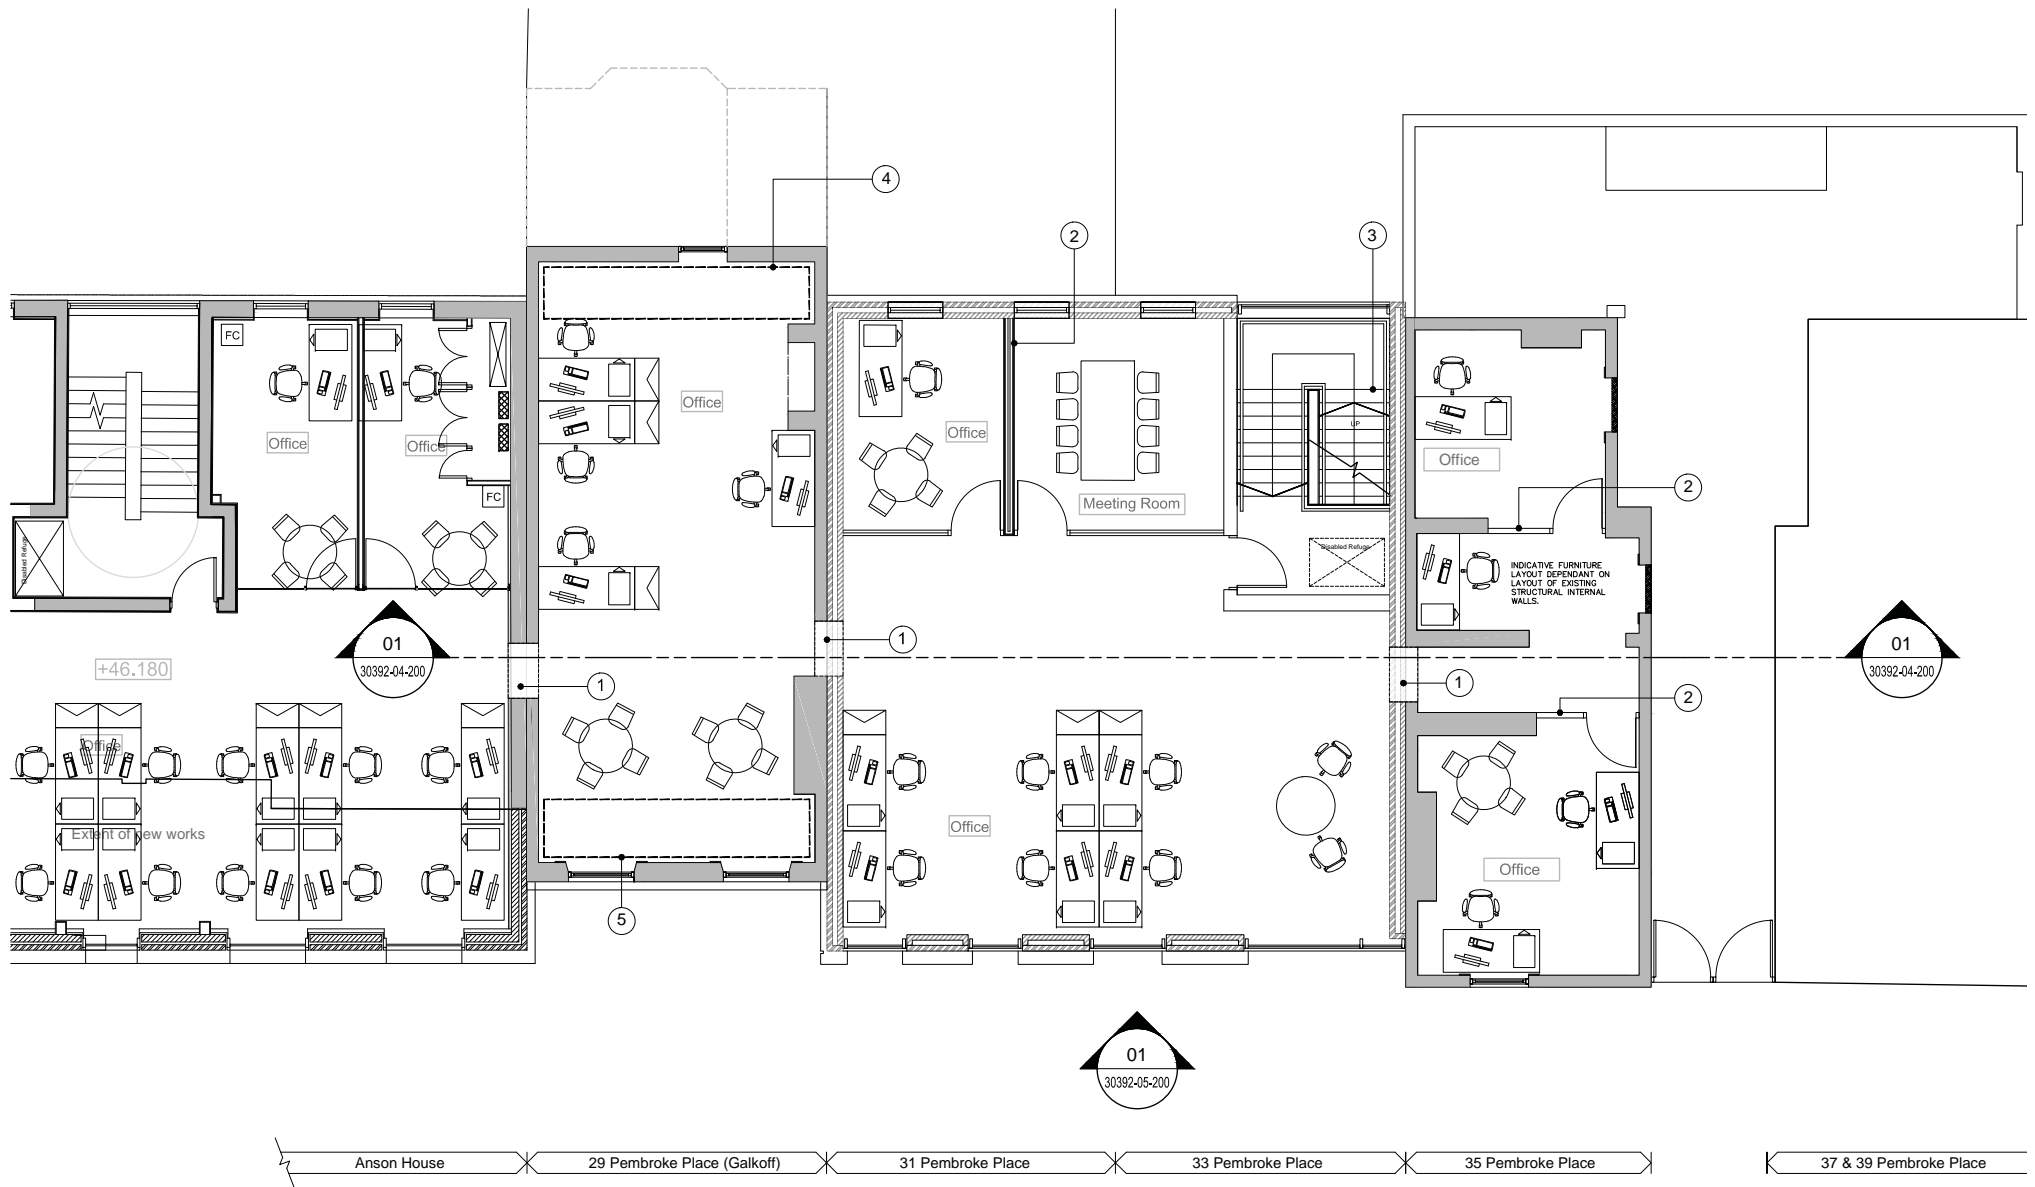 4
2
3
FC
Office
Office
Office
Office
Meeting Room
UP
Office
FC
2
Disabled Refuge
Disabled Refuge
INDICATIVE FURNITURE
LAYOUT DEPENDANT ON
LAYOUT OF EXISTING
STRUCTURAL INTERNAL
WALLS.
01
30392-04-200
1
01
30392-04-200
+46.180
1
1
2
Office
Extent of new works
Office
Office
5
01
30392-05-200
Anson House
29 Pembroke Place (Galkoff)
31 Pembroke Place
33 Pembroke Place
35 Pembroke Place
37 & 39 Pembroke Place